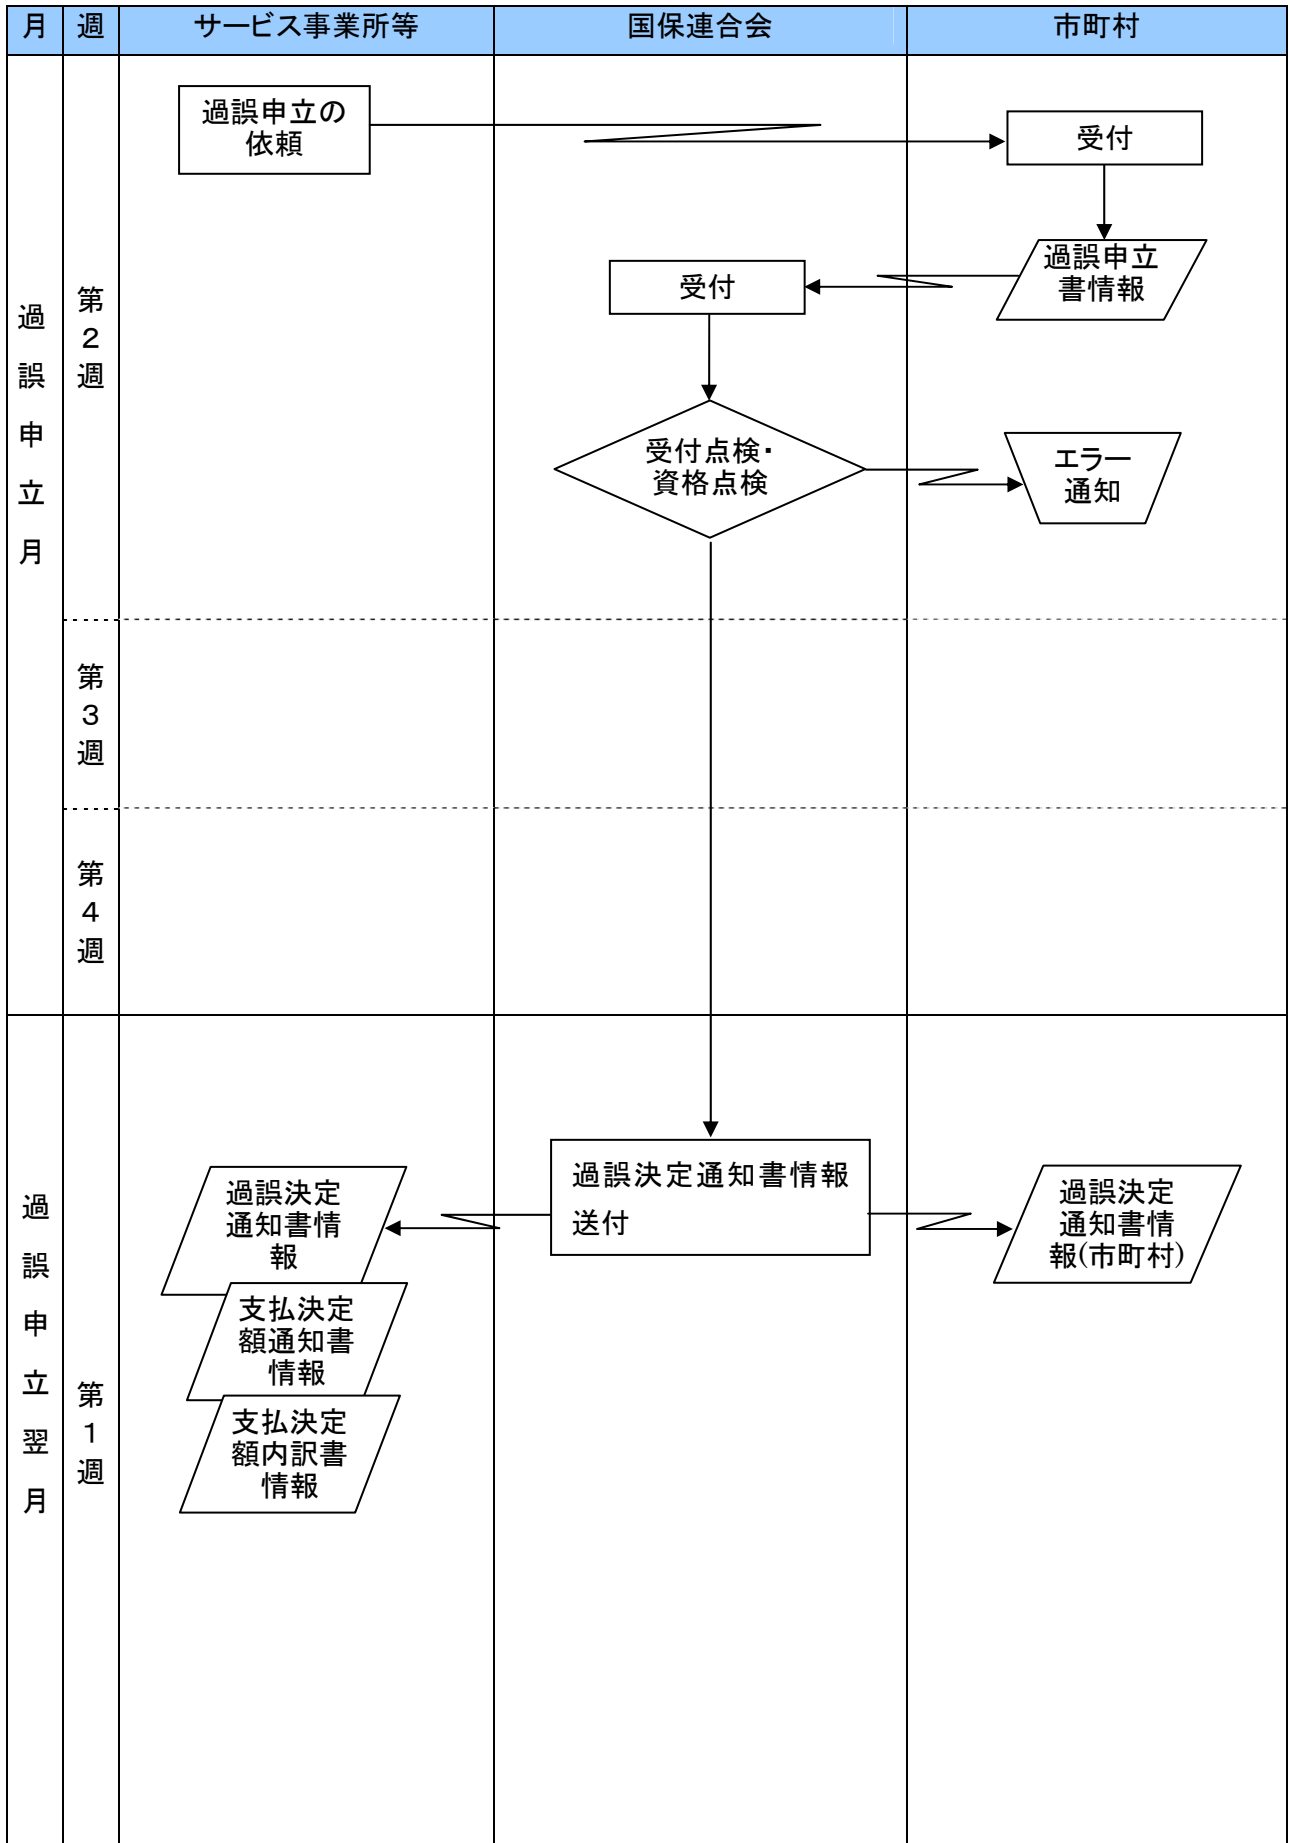 月 週 サービス事業所等 国保連合会 市町村
過誤申立月
第２週
過誤申立の
依頼
受付
過誤申立
書情報
受付
受付点検・
資格点検
エラー
通知
第３週
第４週
過誤申立翌月
第１週
過誤決定通知書情報
送付
過誤決定
通知書情
報
過誤決定
通知書情
報(市町村)
支払決定
額通知書
情報
支払決定
額内訳書
情報